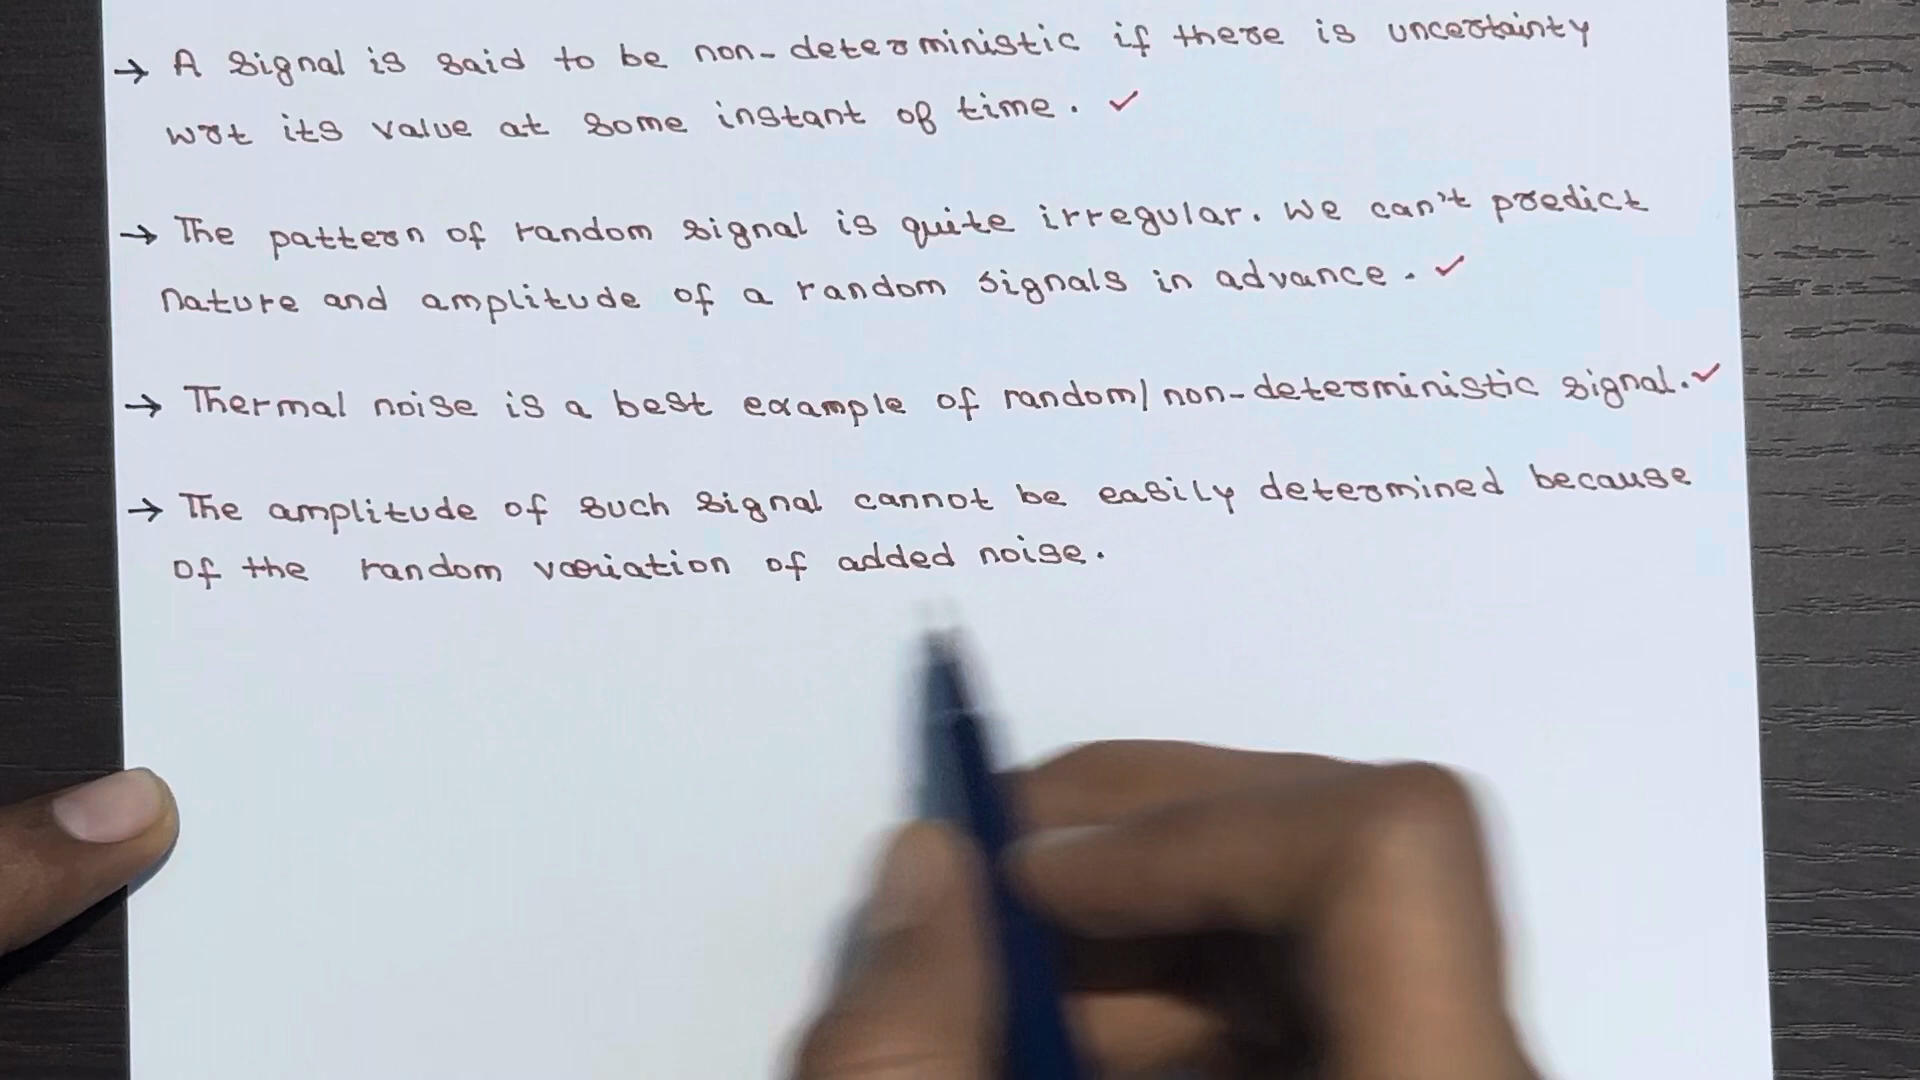 → A signal is said to be non-deterministic if there is uncertainty
wrt its value at some instant of time. ✓
→ The pattern of random signal is quite irregular. We can't predict
nature and amplitude of a random signals in advance. ✓
→ Thermal noise is a best example of random/non-deterministic signal. ✓
→ The amplitude of such signal cannot be easily determined because
of the random variation of added noise.